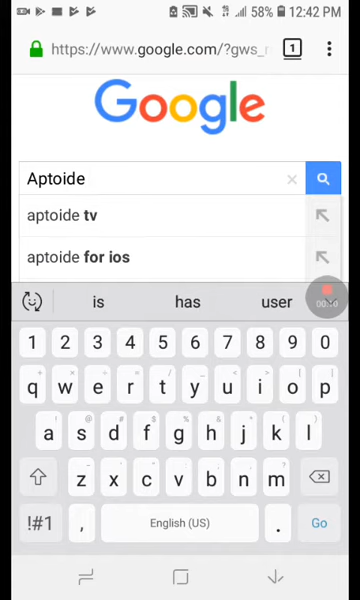 58% 12:42 PM
https://www.google.com/?gws_r
1
Google
Aptoide
aptoide tv
aptoide for ios
is has user
1 2 3 4 5 6 7 8 9 0
q w e r t y u i o p
a s d f g h j k l
z x c v b n m
!#1 , English (US) . Go